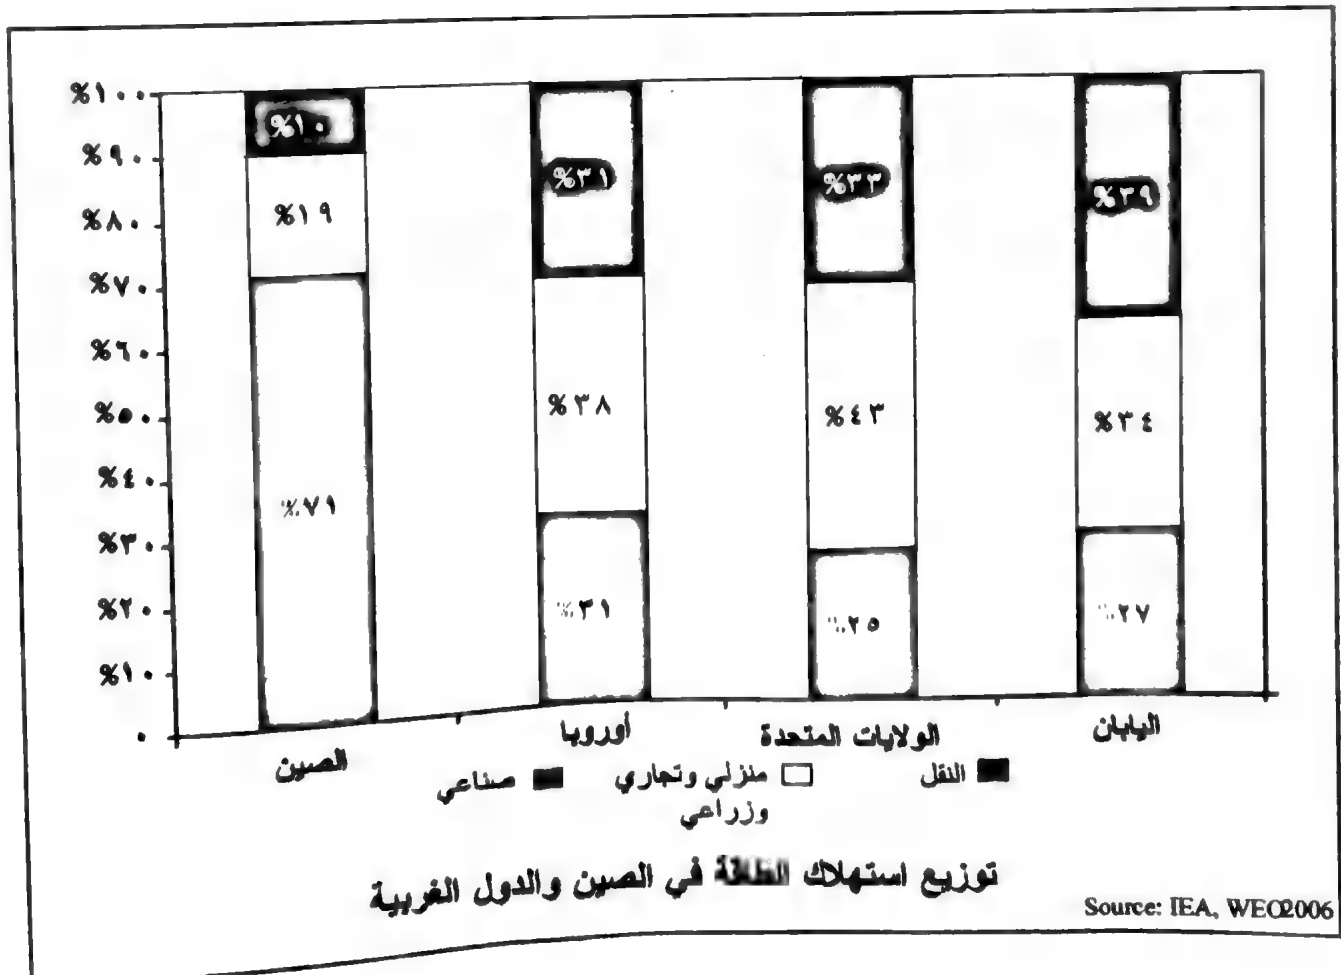 %١٠٠
%٩٠
%٨٠
%٧٠
%٦٠
%٥٠
%٤٠
%٣٠
%٢٠
%١٠
٠
%١٠
%١٩
%٧١
%٣١
%٣٨
%٣١
%٣٣
%٤٣
%٢٥
%٣٩
%٣٤
%٢٧
الصين
أوروبا
الولايات المتحدة
اليابان
النقل
منزلي وتجاري
وزراعي
صناعي
توزيع استهلاك الطاقة في الصين والدول الغربية
Source: IEA, WEO2006